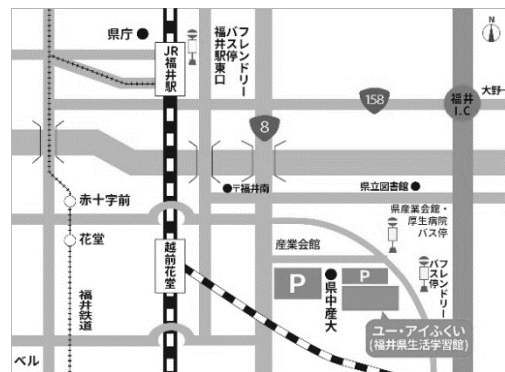 N
県庁
JR福井駅
フレンドリー
バス停
福井駅東口
158
福井
I.C
大野
8
〒福井南
県立図書館
赤十字前
県産業会館・
厚生病院
バス停
花堂
越前花堂
産業会館
フレンドリー
バス停
P
P
県中産大
福井鉄道
ユー・アイふくい
(福井県生活学習館)
ベル